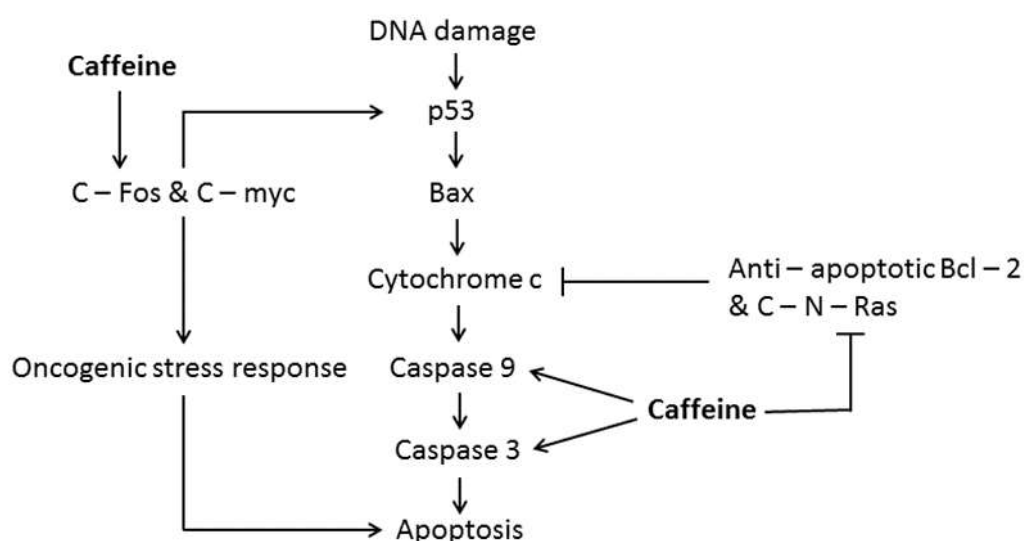 DNA damage
Caffeine
p53
C – Fos & C – myc
Bax
Anti – apoptotic Bcl – 2
& C – N – Ras
Cytochrome c
Oncogenic stress response
Caspase 9
Caffeine
Caspase 3
Apoptosis